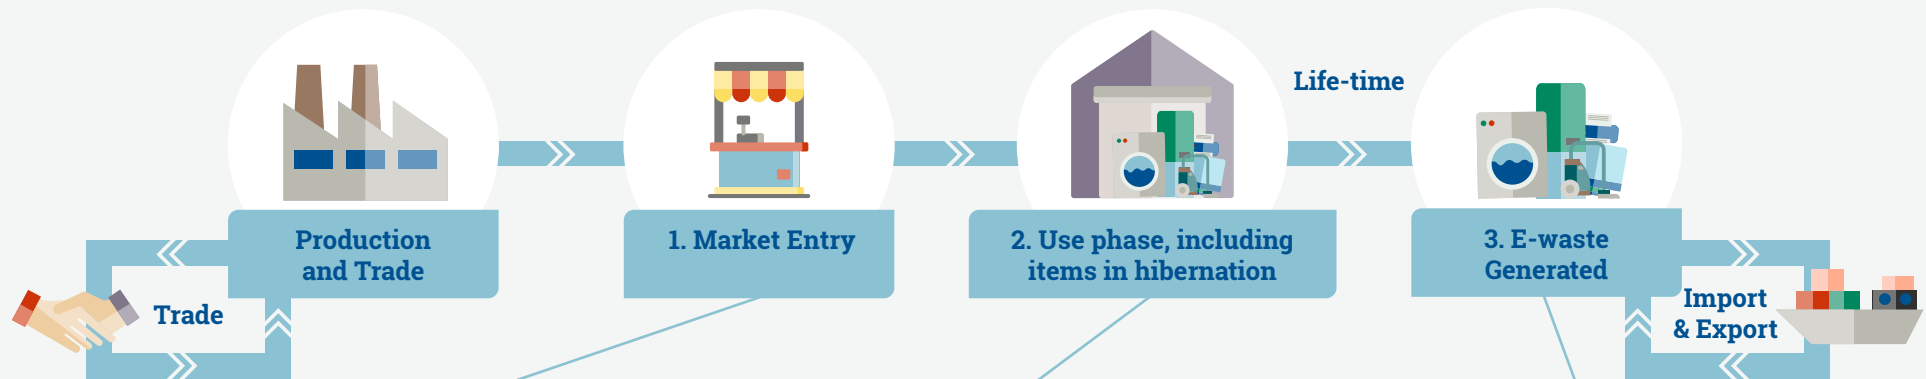 Life-time
Production
and Trade
1. Market Entry
2. Use phase, including
items in hibernation
3. E-waste
Generated
Trade
Import
& Export